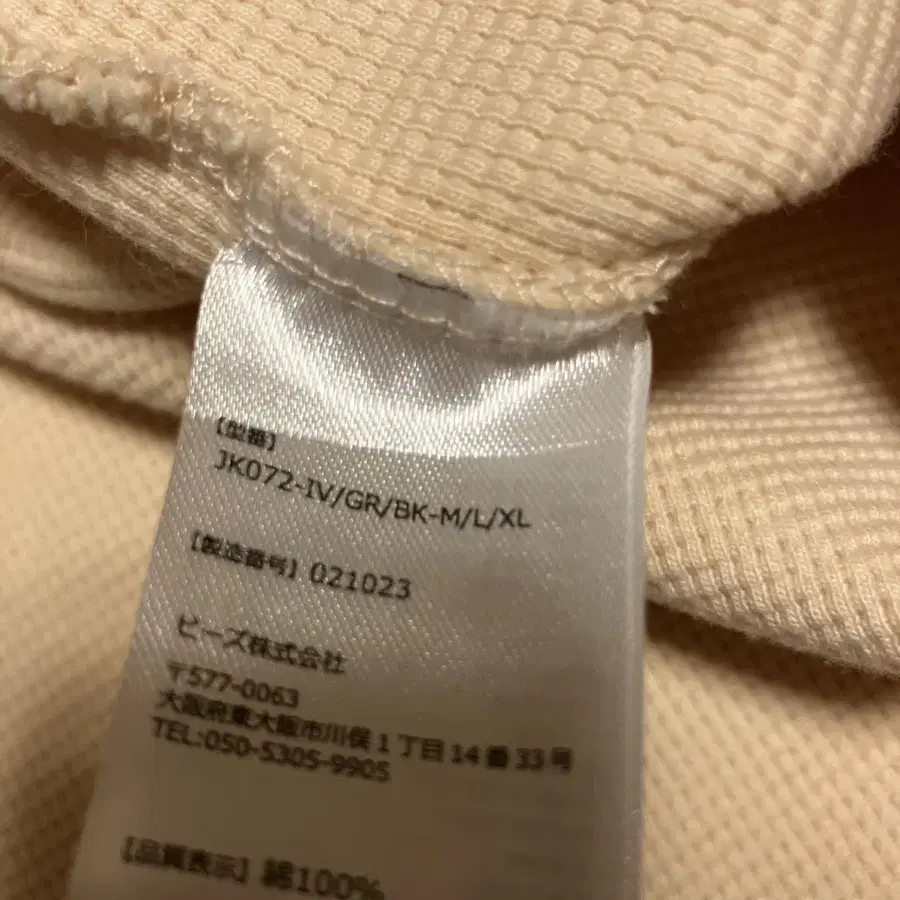 【型番】
JK072-IV/GR/BK-M/L/XL
【製造番号】021023
ビーズ株式会社
〒577-0063
大阪府東大阪市川俣1丁目14番33号
TEL:050-5305-9905
【品質表示】綿100%